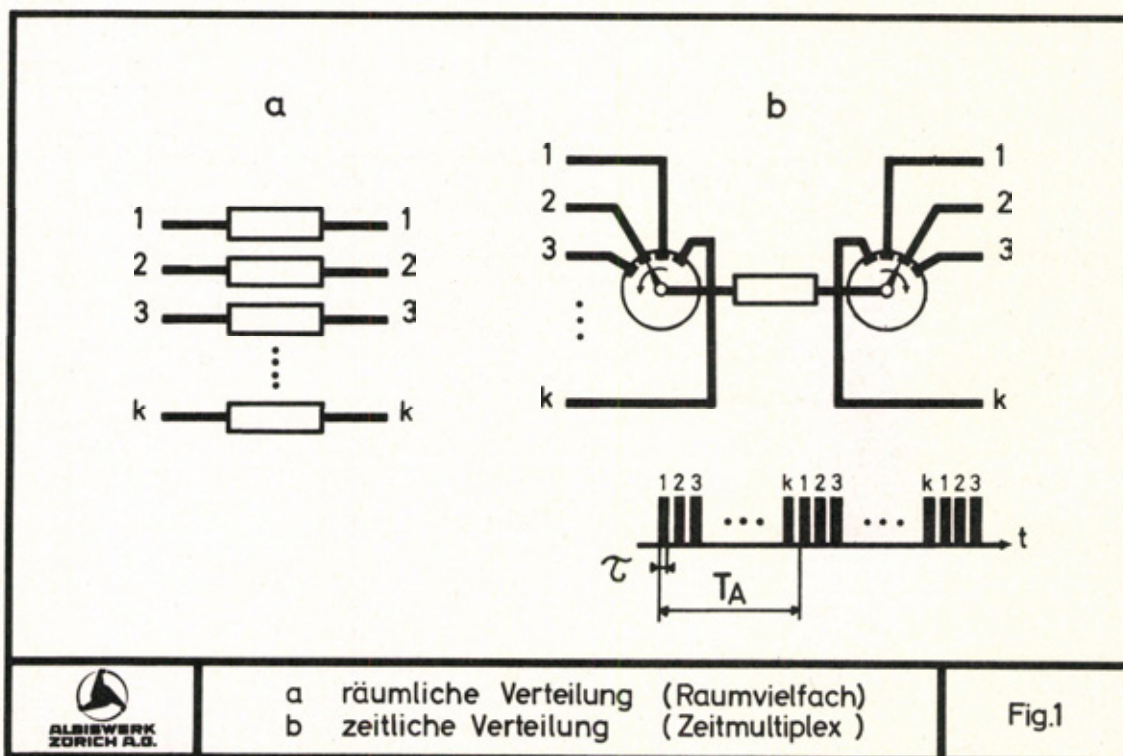 a
b
1 1
2 2
3 3
k k
1 1
2 2
3 3
k k
1 2 3 k 1 2 3 k 1 2 3
t
τ
TA
ALBISWERK
ZÜRICH A.G.
a räumliche Verteilung (Raumvielfach)
b zeitliche Verteilung (Zeitmultiplex)
Fig.1